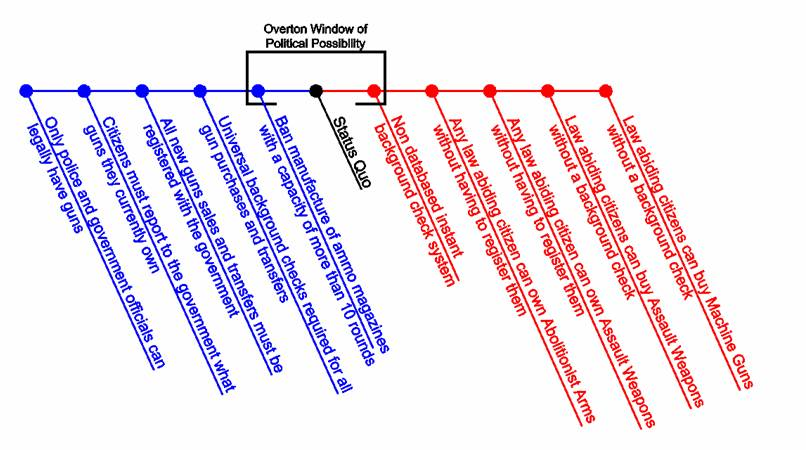 Overton Window of
Political Possibility
Only police and government officials can
legally have guns
Citizens must report to the government what
guns they currently own
All new guns sales and transfers must be
registered with the government
Universal background checks required for all
gun purchases and transfers
Ban manufacture of ammo magazines
with a capacity of more than 10 rounds
Status Quo
Non databased instant
background check system
Any law abiding citizen can own Abolitionist Arms
without having to register them
Any law abiding citizen can own Assault Weapons
without having to register them
Law abiding citizens can buy Assault Weapons
without a background check
Law abiding citizens can buy Machine Guns
without a background check